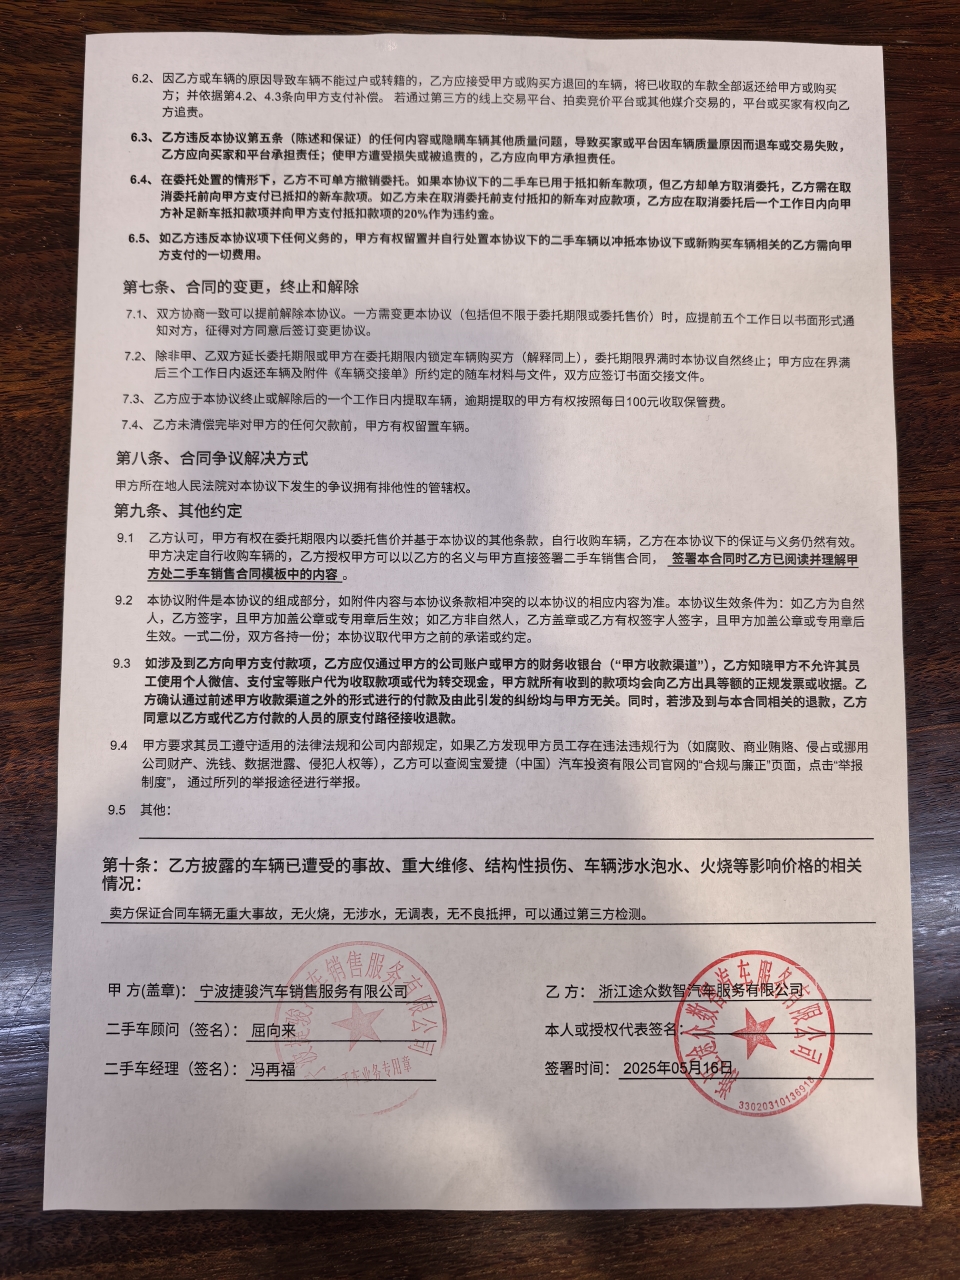 6.2、 因乙方或车辆的原因导致车辆不能过户或转籍的，乙方应接受甲方或购买方退回的车辆，将已收取的车款全部返还给甲方或购买
方；并依据第4.2、4.3条向甲方支付补偿。 若通过第三方的线上交易平台、拍卖竞价平台或其他媒介交易的，平台或买家有权向乙
方追责。
6.3、 乙方违反本协议第五条（陈述和保证）的任何内容或隐瞒车辆其他质量问题，导致买家或平台因车辆质量原因而退车或交易失败，
乙方应向买家和平台承担责任；使甲方遭受损失或被追责的，乙方应向甲方承担责任。
6.4、 在委托处置的情形下，乙方不可单方撤销委托。如果本协议下的二手车已用于抵扣新车款项，但乙方却单方取消委托，乙方需在取
消委托前向甲方支付已抵扣的新车款项。如乙方未在取消委托前支付抵扣的新车对应款项，乙方应在取消委托后一个工作日内向甲
方补足新车抵扣款项并向甲方支付抵扣款项的20%作为违约金。
6.5、 如乙方违反本协议项下任何义务的，甲方有权留置并自行处置本协议下的二手车辆以冲抵本协议下或新购买车辆相关的乙方需向甲
方支付的一切费用。
第七条、合同的变更，终止和解除
7.1、 双方协商一致可以提前解除本协议。一方需变更本协议（包括但不限于委托期限或委托售价）时，应提前五个工作日以书面形式通
知对方，征得对方同意后签订变更协议。
7.2、 除非甲、乙双方延长委托期限或甲方在委托期限内锁定车辆购买方（解释同上），委托期限界满时本协议自然终止；甲方应在界满
后三个工作日内返还车辆及附件《车辆交接单》所约定的随车材料与文件，双方应签订书面交接文件。
7.3、 乙方应于本协议终止或解除后的一个工作日内提取车辆，逾期提取的甲方有权按照每日100元收取保管费。
7.4、 乙方未清偿完毕对甲方的任何欠款前，甲方有权留置车辆。
第八条、合同争议解决方式
甲方所在地人民法院对本协议下发生的争议拥有排他性的管辖权。
第九条、其他约定
9.1 乙方认可，甲方有权在委托期限内以委托售价并基于本协议的其他条款，自行收购车辆，乙方在本协议下的保证与义务仍然有效。
甲方决定自行收购车辆的，乙方授权甲方可以以乙方的名义与甲方直接签署二手车销售合同， 签署本合同时乙方已阅读并理解甲
方处二手车销售合同模板中的内容 。
9.2 本协议附件是本协议的组成部分，如附件内容与本协议条款相冲突的以本协议的相应内容为准。本协议生效条件为：如乙方为自然
人，乙方签字，且甲方加盖公章或专用章后生效；如乙方非自然人，乙方盖章或乙方有权签字人签字，且甲方加盖公章或专用章后
生效。一式二份，双方各持一份；本协议取代甲方之前的承诺或约定。
9.3 如涉及到乙方向甲方支付款项，乙方应仅通过甲方的公司账户或甲方的财务收银台（“甲方收款渠道”），乙方知晓甲方不允许其员
工使用个人微信、支付宝等账户代为收取款项或代为转交现金，甲方就所有收到的款项均会向乙方出具等额的正规发票或收据。乙
方确认通过前述甲方收款渠道之外的形式进行的付款及由此引发的纠纷均与甲方无关。同时，若涉及到与本合同相关的退款，乙方
同意以乙方或代乙方付款的人员的原支付路径接收退款。
9.4 甲方要求其员工遵守适用的法律法规和公司内部规定，如果乙方发现甲方员工存在违法违规行为（如腐败、商业贿赂、侵占或挪用
公司财产、洗钱、数据泄露、侵犯人权等），乙方可以查阅宝爱捷（中国）汽车投资有限公司官网的“合规与廉正”页面，点击“举报
制度”， 通过所列的举报途径进行举报。
9.5 其他：
第十条：乙方披露的车辆已遭受的事故、重大维修、结构性损伤、车辆涉水泡水、火烧等影响价格的相关
情况：
卖方保证合同车辆无重大事故，无火烧，无涉水，无调表，无不良抵押，可以通过第三方检测。
甲 方(盖章)： 宁波捷骏汽车销售服务有限公司
乙 方： 浙江途众数智汽车服务有限公司
二手车顾问（签名）： 屈向来
本人或授权代表签名：
二手车经理（签名）： 冯再福
签署时间： 2025年05月16日
车销售服务有限公司
业务专用章
途众数智汽车服务有限公司